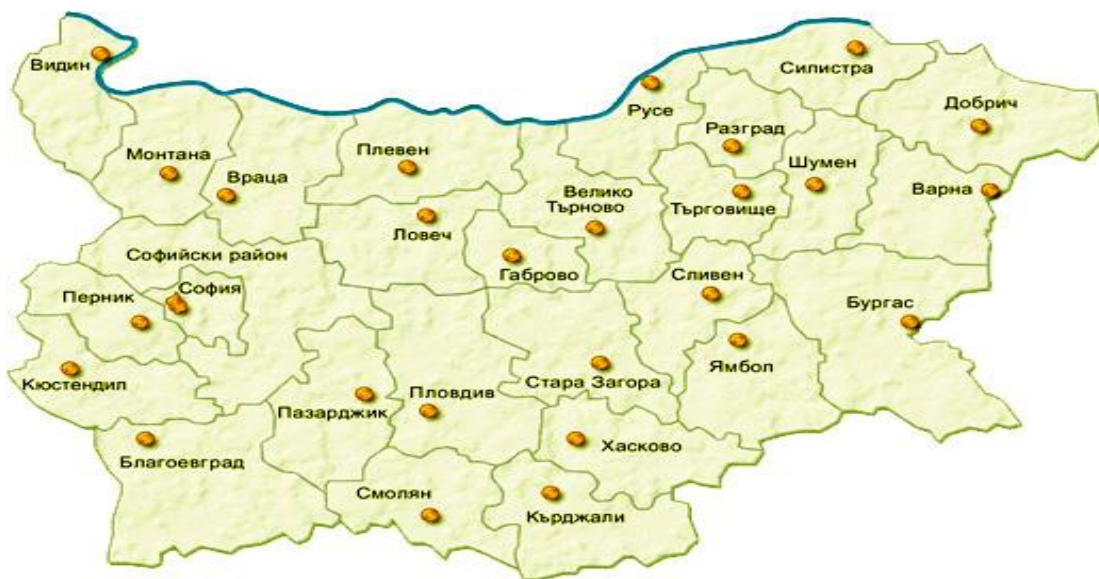 Видин
Силистра
Русе
Добрич
Разград
Плевен
Монтана
Шумен
Враца
Варна
Велико
Търново
Търговище
Ловеч
Софийски район
Габрово
Сливен
София
Перник
Бургас
Ямбол
Кюстендил
Стара Загора
Пловдив
Пазарджик
Хасково
Благоевград
Смолян
Кърджали